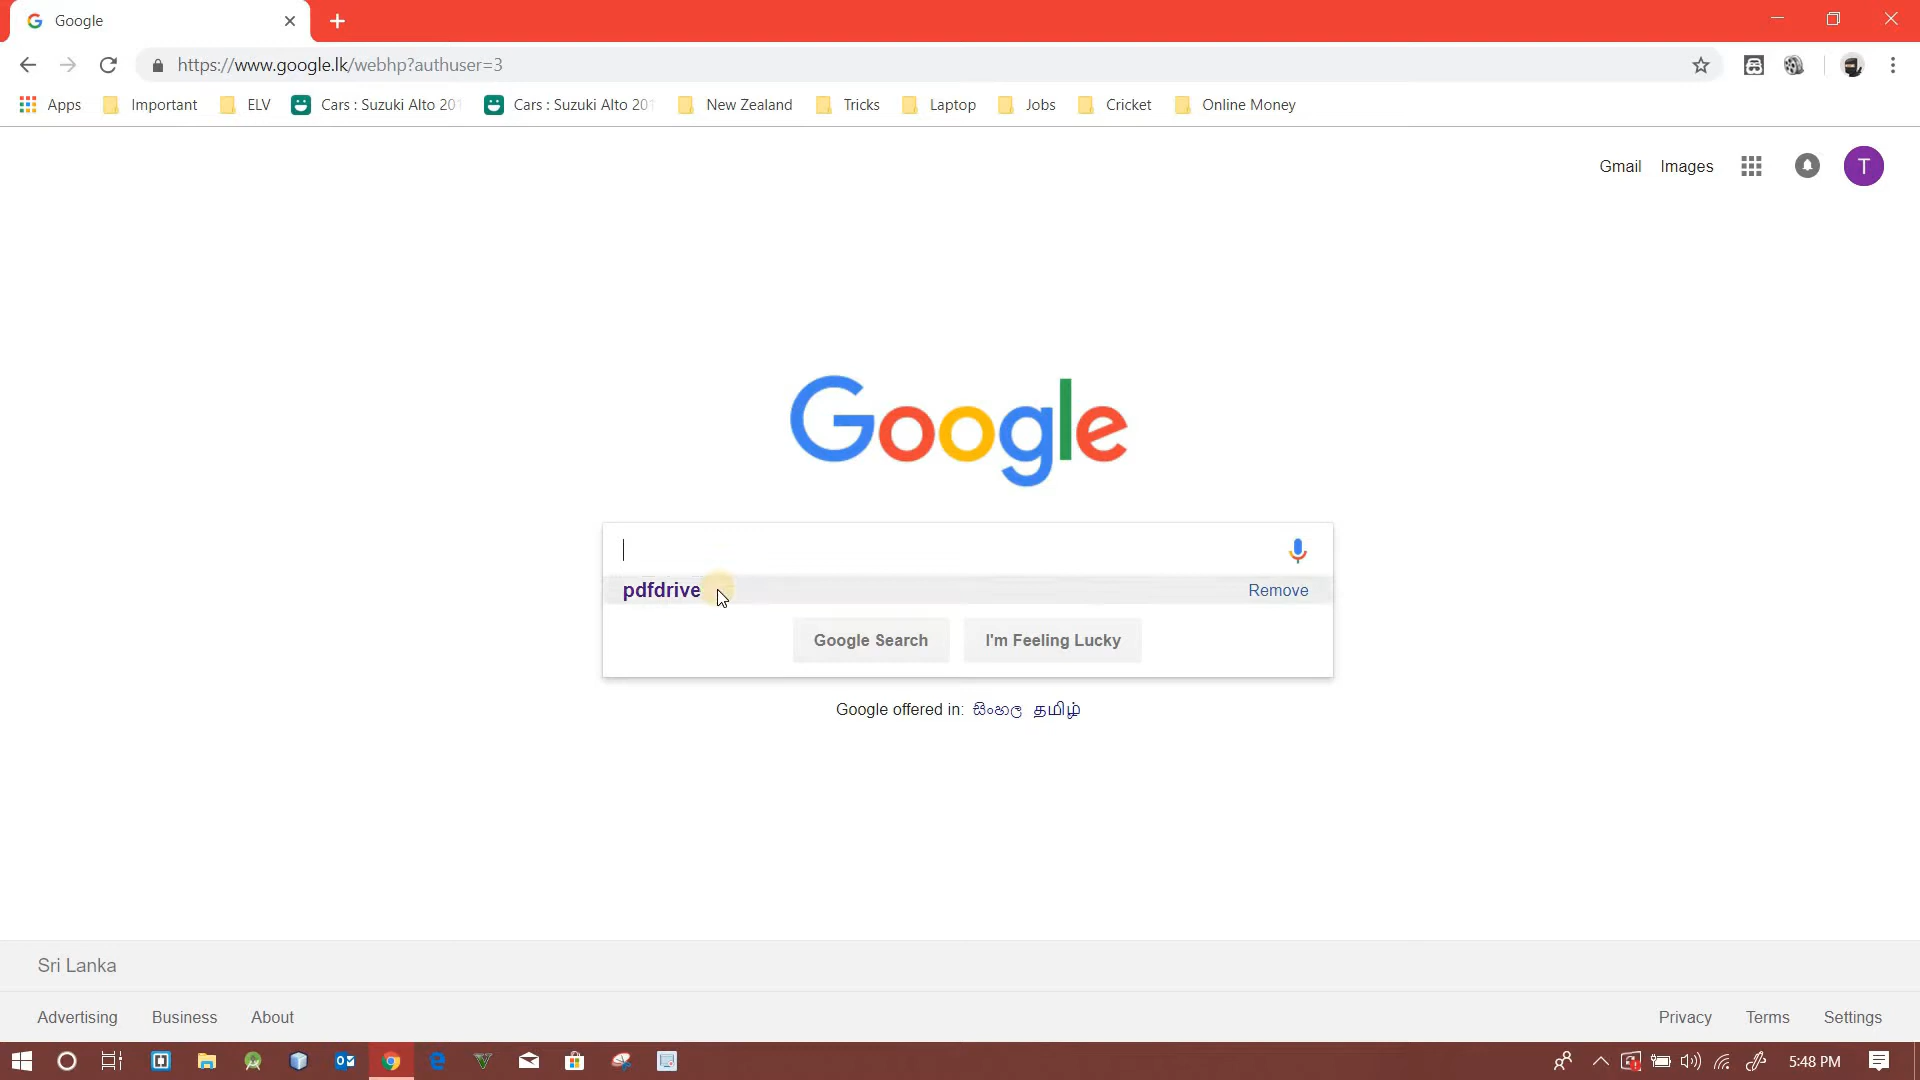 Google
https://www.google.lk/webhp?authuser=3
Apps Important ELV Cars : Suzuki Alto 201 Cars : Suzuki Alto 201 New Zealand Tricks Laptop Jobs Cricket Online Money
Gmail Images T
Google
pdfdrive Remove
Google Search I'm Feeling Lucky
Google offered in: සිංහල தமிழ்
Sri Lanka
Advertising Business About Privacy Terms Settings
5:48 PM